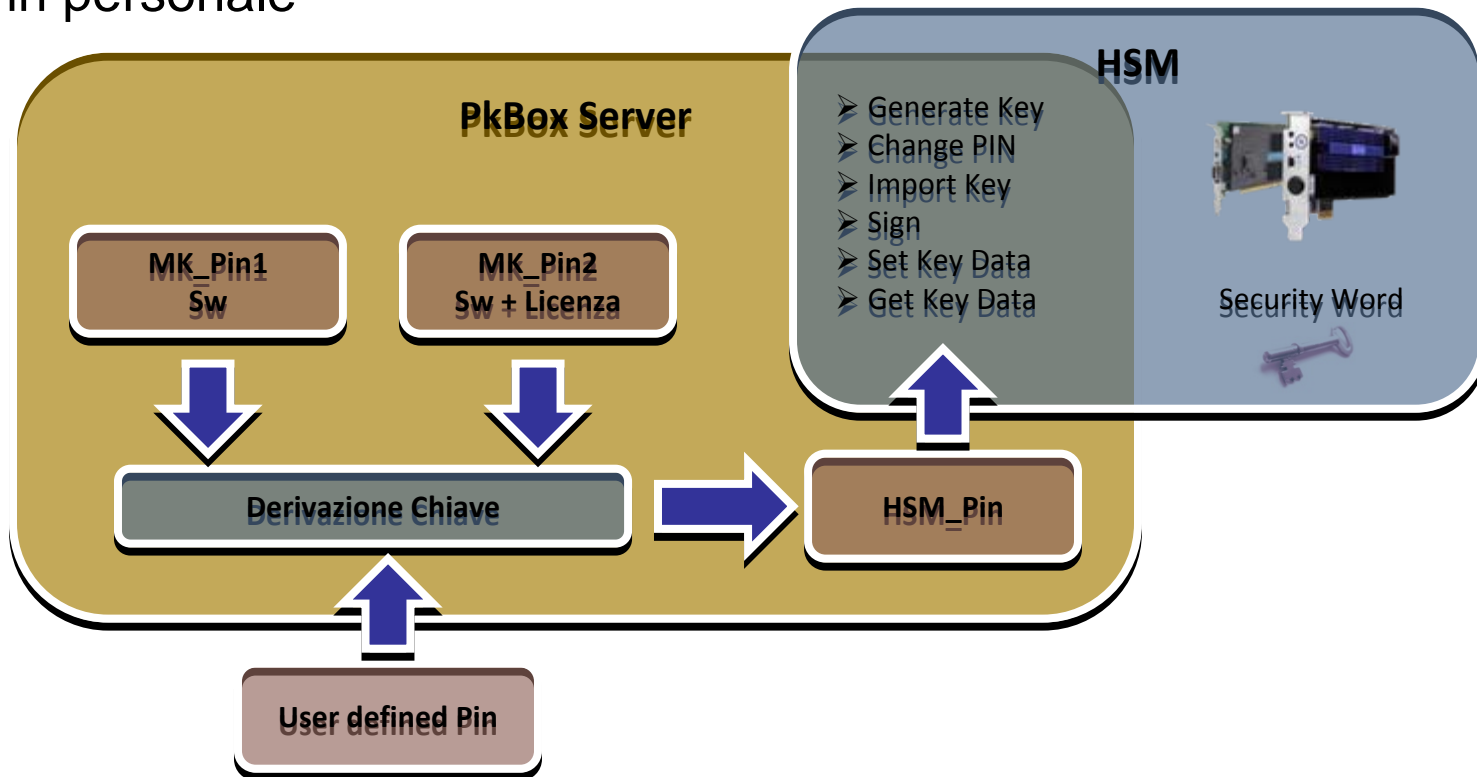 in personale
HSM
PkBox Server
➢ Generate Key
➢ Change PIN
➢ Import Key
➢ Sign
➢ Set Key Data
➢ Get Key Data
Security Word
MK_Pin1
Sw
MK_Pin2
Sw + Licenza
Derivazione Chiave
HSM_Pin
User defined Pin